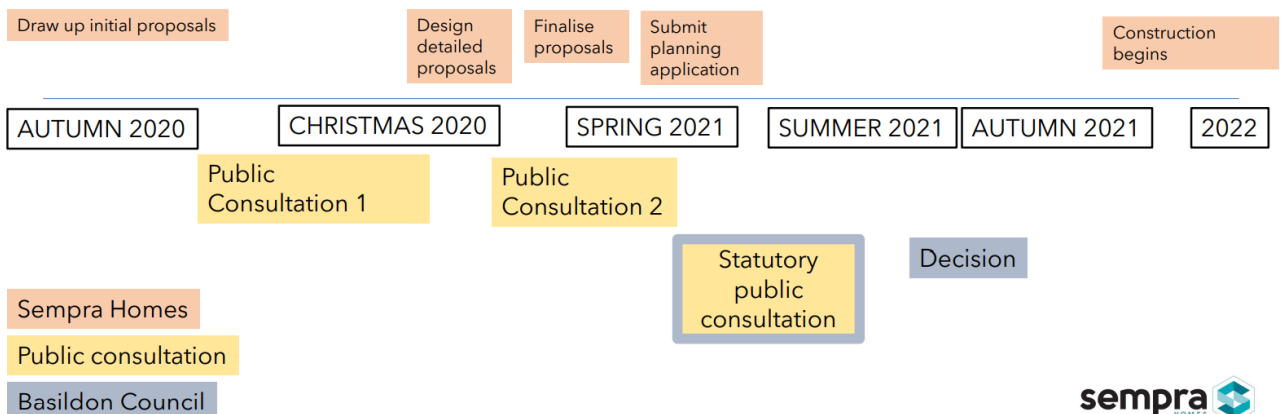 Draw up initial proposals
Design
detailed
proposals
Finalise
proposals
Submit
planning
application
Construction
begins
AUTUMN 2020
CHRISTMAS 2020
SPRING 2021
SUMMER 2021
AUTUMN 2021
2022
Public
Consultation 1
Public
Consultation 2
Statutory
public
consultation
Decision
Sempra Homes
Public consultation
Basildon Council
sempra
HOMES